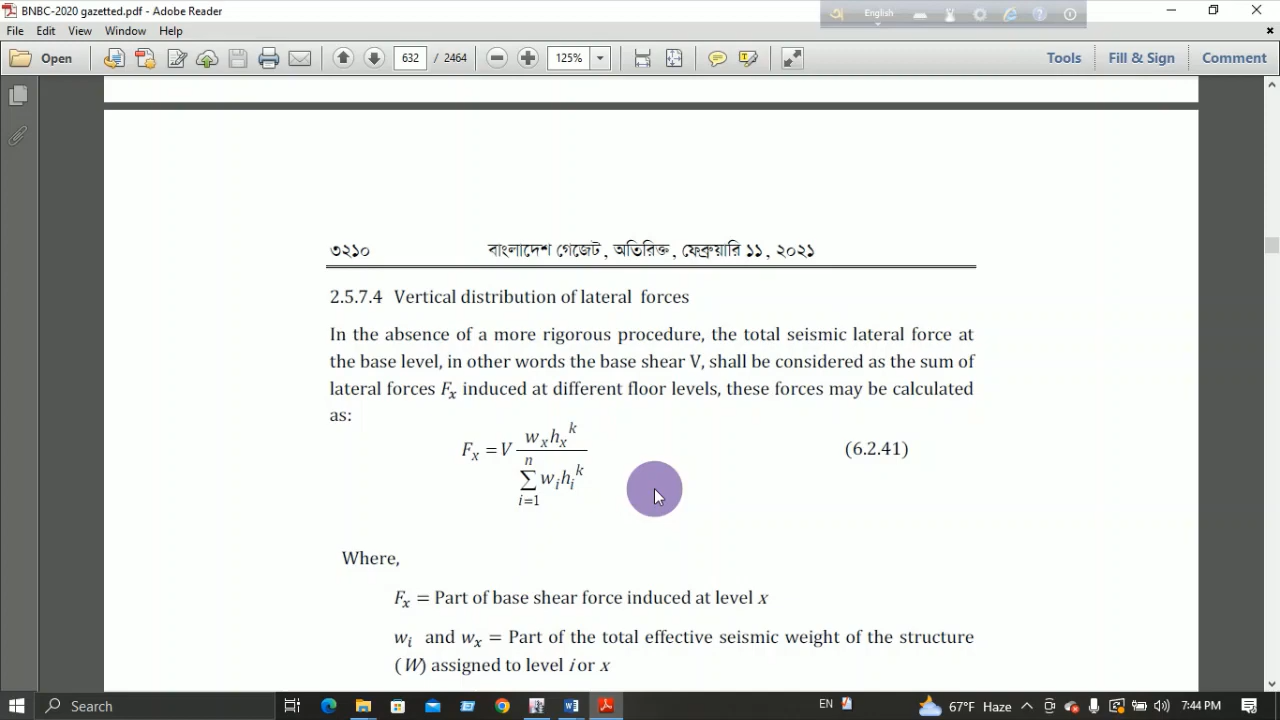 BNBC-2020 gazetted.pdf - Adobe Reader
English
File Edit View Window Help
Open 632 / 2464 125% Tools Fill & Sign Comment
৩২১০ বাংলাদেশ গেজেট, অতিরিক্ত, ফেব্রুয়ারি ১১, ২০২১
2.5.7.4 Vertical distribution of lateral forces
In the absence of a more rigorous procedure, the total seismic lateral force at
the base level, in other words the base shear V, shall be considered as the sum of
lateral forces Fx induced at different floor levels, these forces may be calculated
as:
Fx = V wx hx^k / ∑_{i=1}^{n} wi hi^k (6.2.41)
Where,
Fx = Part of base shear force induced at level x
wi and wx = Part of the total effective seismic weight of the structure
(W) assigned to level i or x
Search 67°F Haze EN 7:44 PM